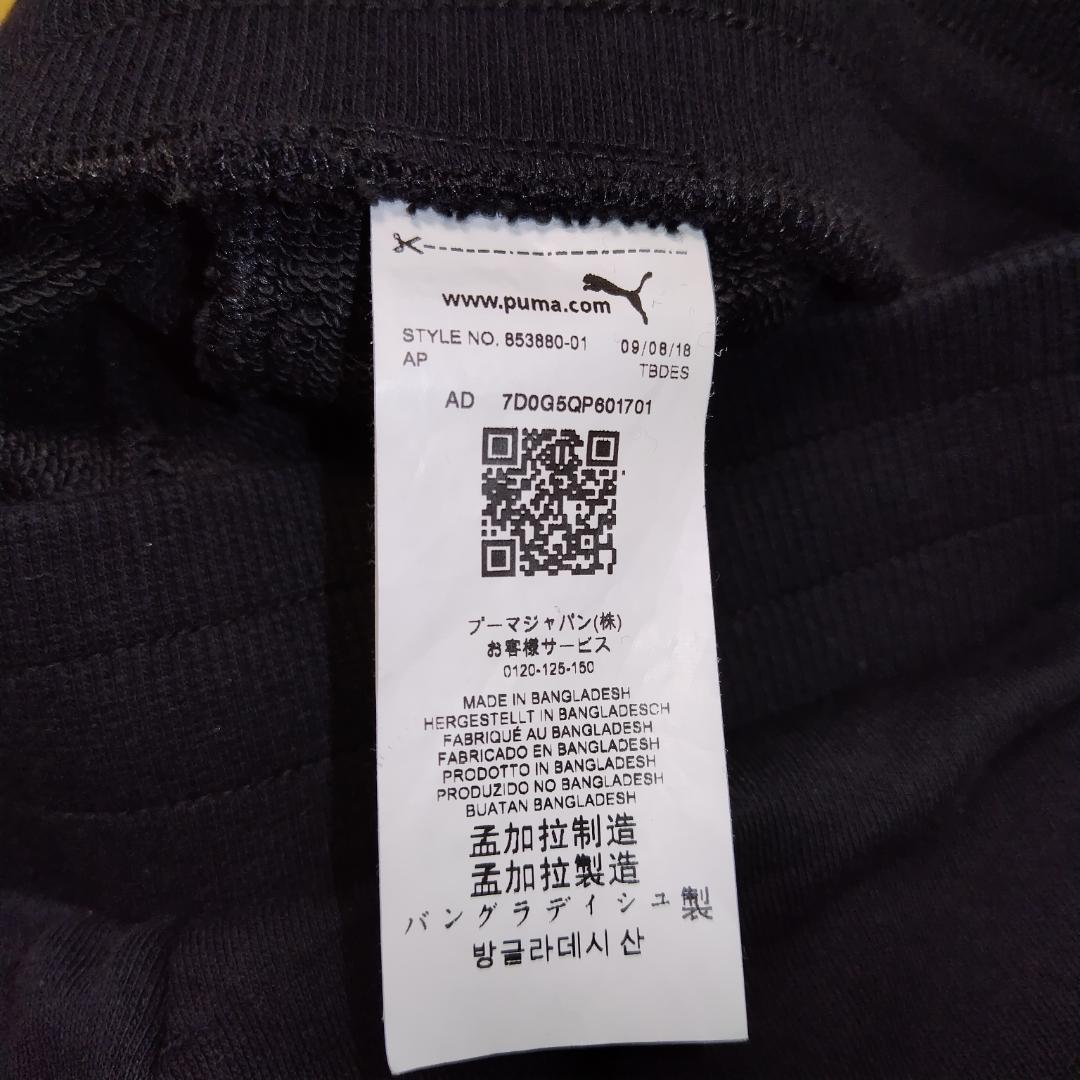 www.puma.com
STYLE NO. 853880-01 09/08/18
AP TBDES
AD 7D0G5QP601701
プーマジャパン(株)
お客様サービス
0120-125-150
MADE IN BANGLADESH
HERGESTELLT IN BANGLADESCH
FABRIQUÉ AU BANGLADESH
FABRICADO EN BANGLADESH
PRODOTTO IN BANGLADESH
PRODUZIDO NO BANGLADESH
BUATAN BANGLADESH
孟加拉制造
孟加拉製造
バングラディシュ製
방글라데시 산